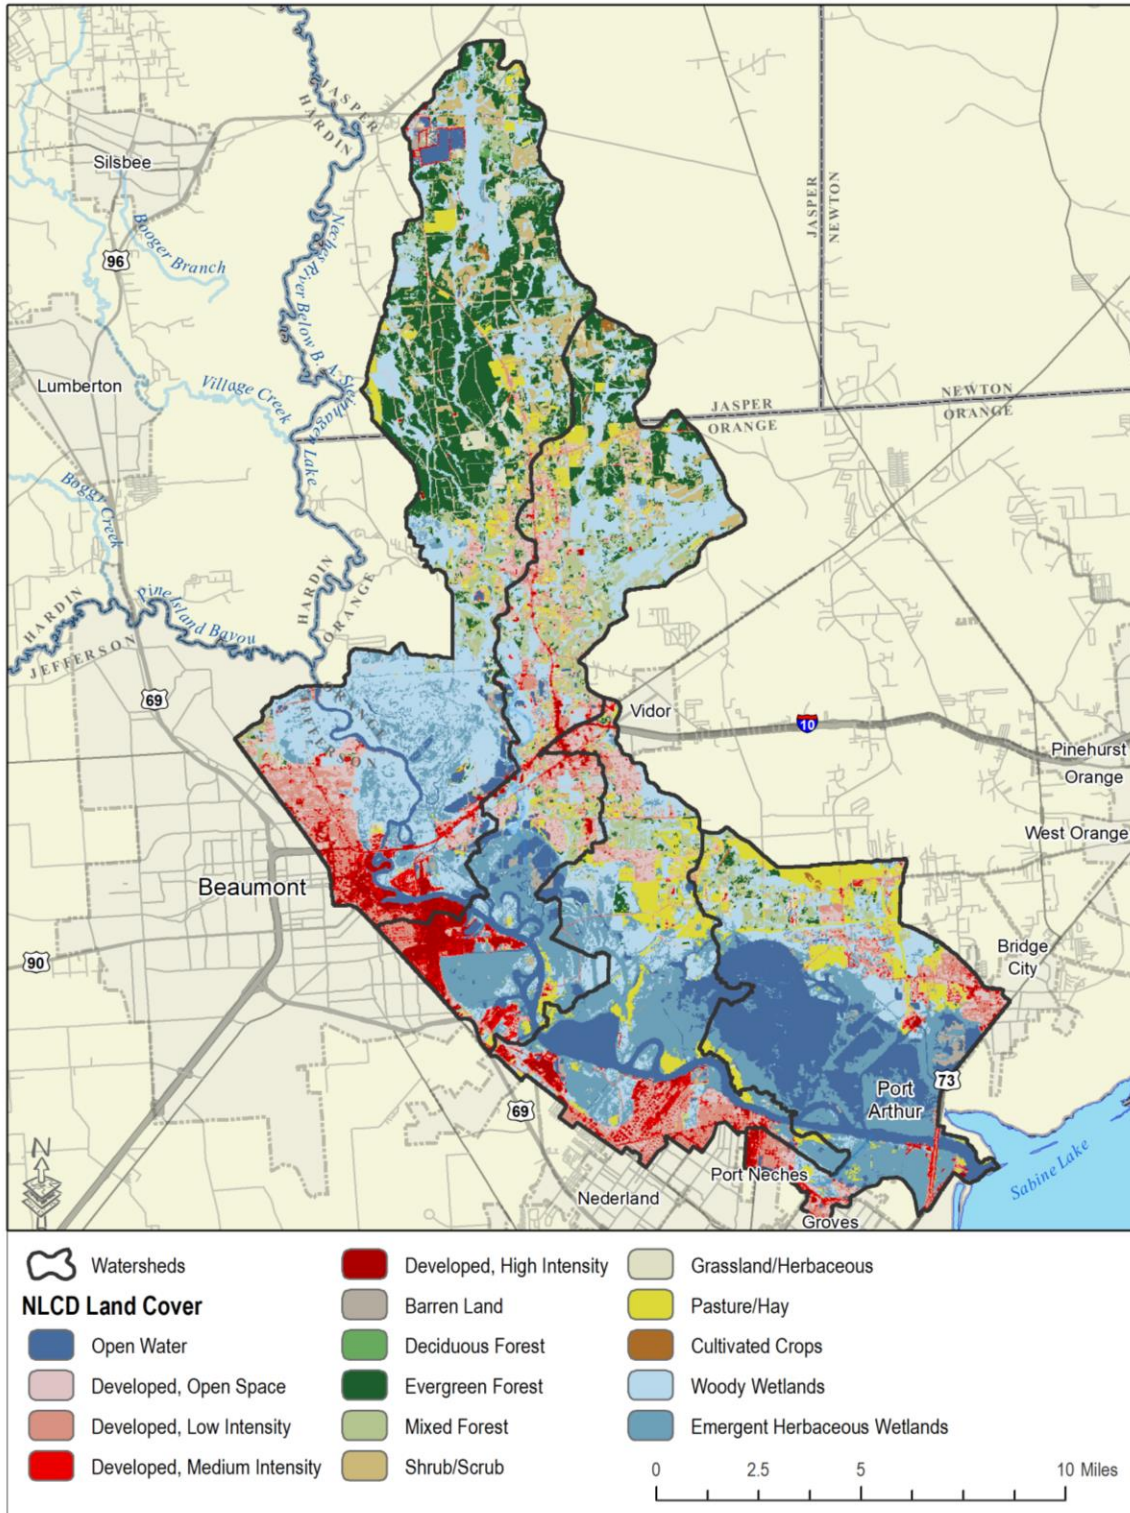 JASPER
HARDIN
Silsbee
Booger Branch
96
Neches River Below B. A. Steinhagen Lake
JASPER
NEWTON
Lumberton
Village Creek
JASPER
ORANGE
NEWTON
ORANGE
Boggy Creek
HARDIN
ORANGE
Pine Island Bayou
HARDIN
JEFFERSON
69
ORANGE
JEFFERSON
Vidor
10
Pinehurst
Orange
West Orange
Beaumont
90
Bridge
City
73
Port
Arthur
69
Sabine Lake
Port Neches
Nederland
Groves
N
Watersheds
NLCD Land Cover
Open Water
Developed, Open Space
Developed, Low Intensity
Developed, Medium Intensity
Developed, High Intensity
Barren Land
Deciduous Forest
Evergreen Forest
Mixed Forest
Shrub/Scrub
Grassland/Herbaceous
Pasture/Hay
Cultivated Crops
Woody Wetlands
Emergent Herbaceous Wetlands
0 2.5 5 10 Miles